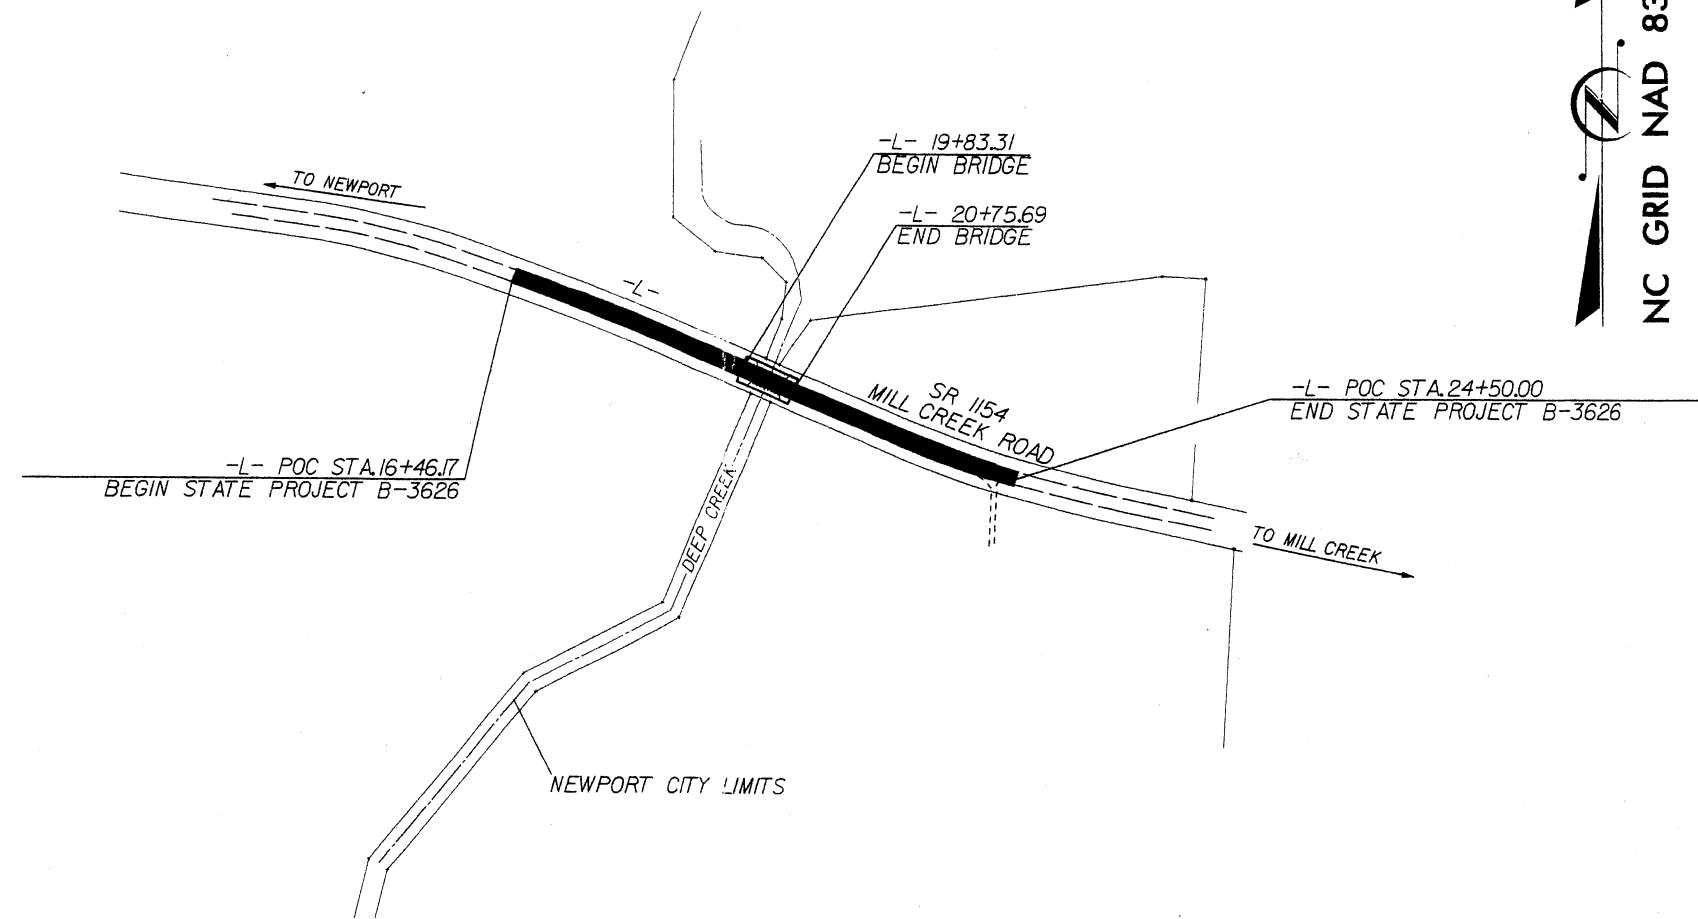 NC GRID NAD 83
-L- 19+83.31
BEGIN BRIDGE
TO NEWPORT
-L- 20+75.69
END BRIDGE
-L-
SR 1154
MILL CREEK ROAD
-L- POC STA.24+50.00
END STATE PROJECT B-3626
-L- POC STA.16+46.17
BEGIN STATE PROJECT B-3626
DEEP CREEK
TO MILL CREEK
NEWPORT CITY LIMITS